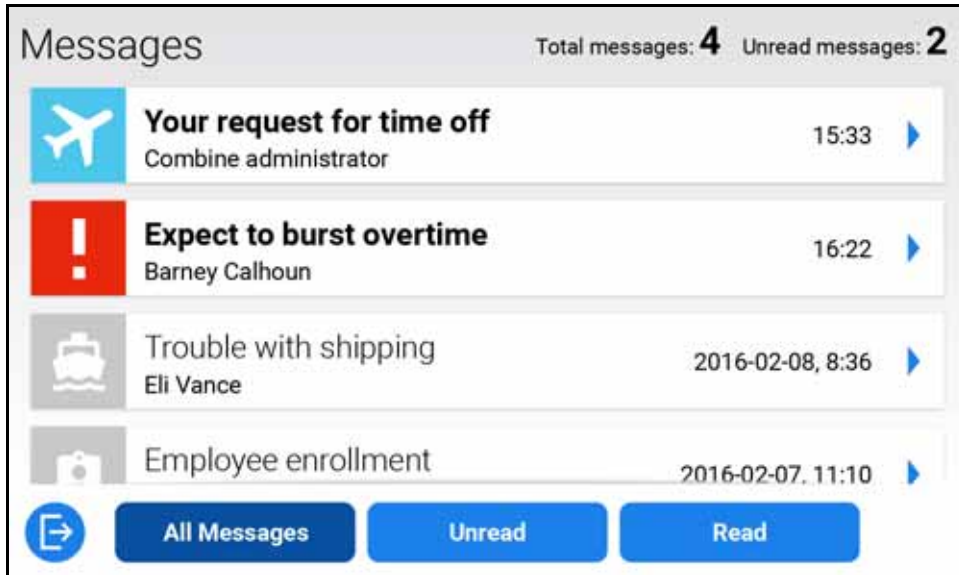 Messages
Total messages: 4 Unread messages: 2
Your request for time off
Combine administrator
15:33
Expect to burst overtime
Barney Calhoun
16:22
Trouble with shipping
Eli Vance
2016-02-08, 8:36
Employee enrollment
2016-02-07, 11:10
All Messages
Unread
Read